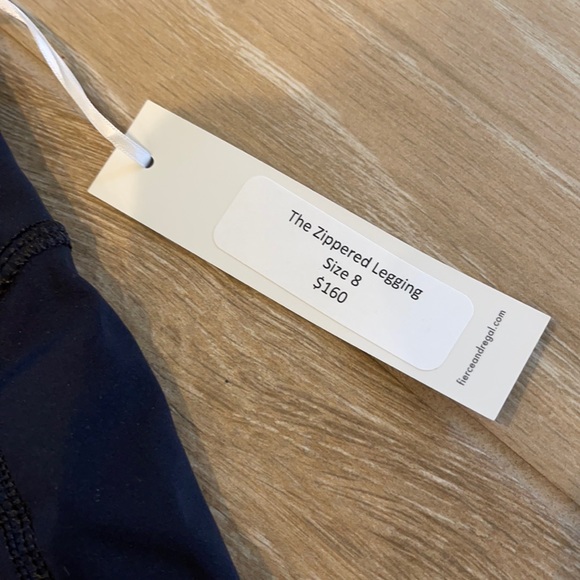 The Zippered Legging
Size 8
$160
fierceandregal.com